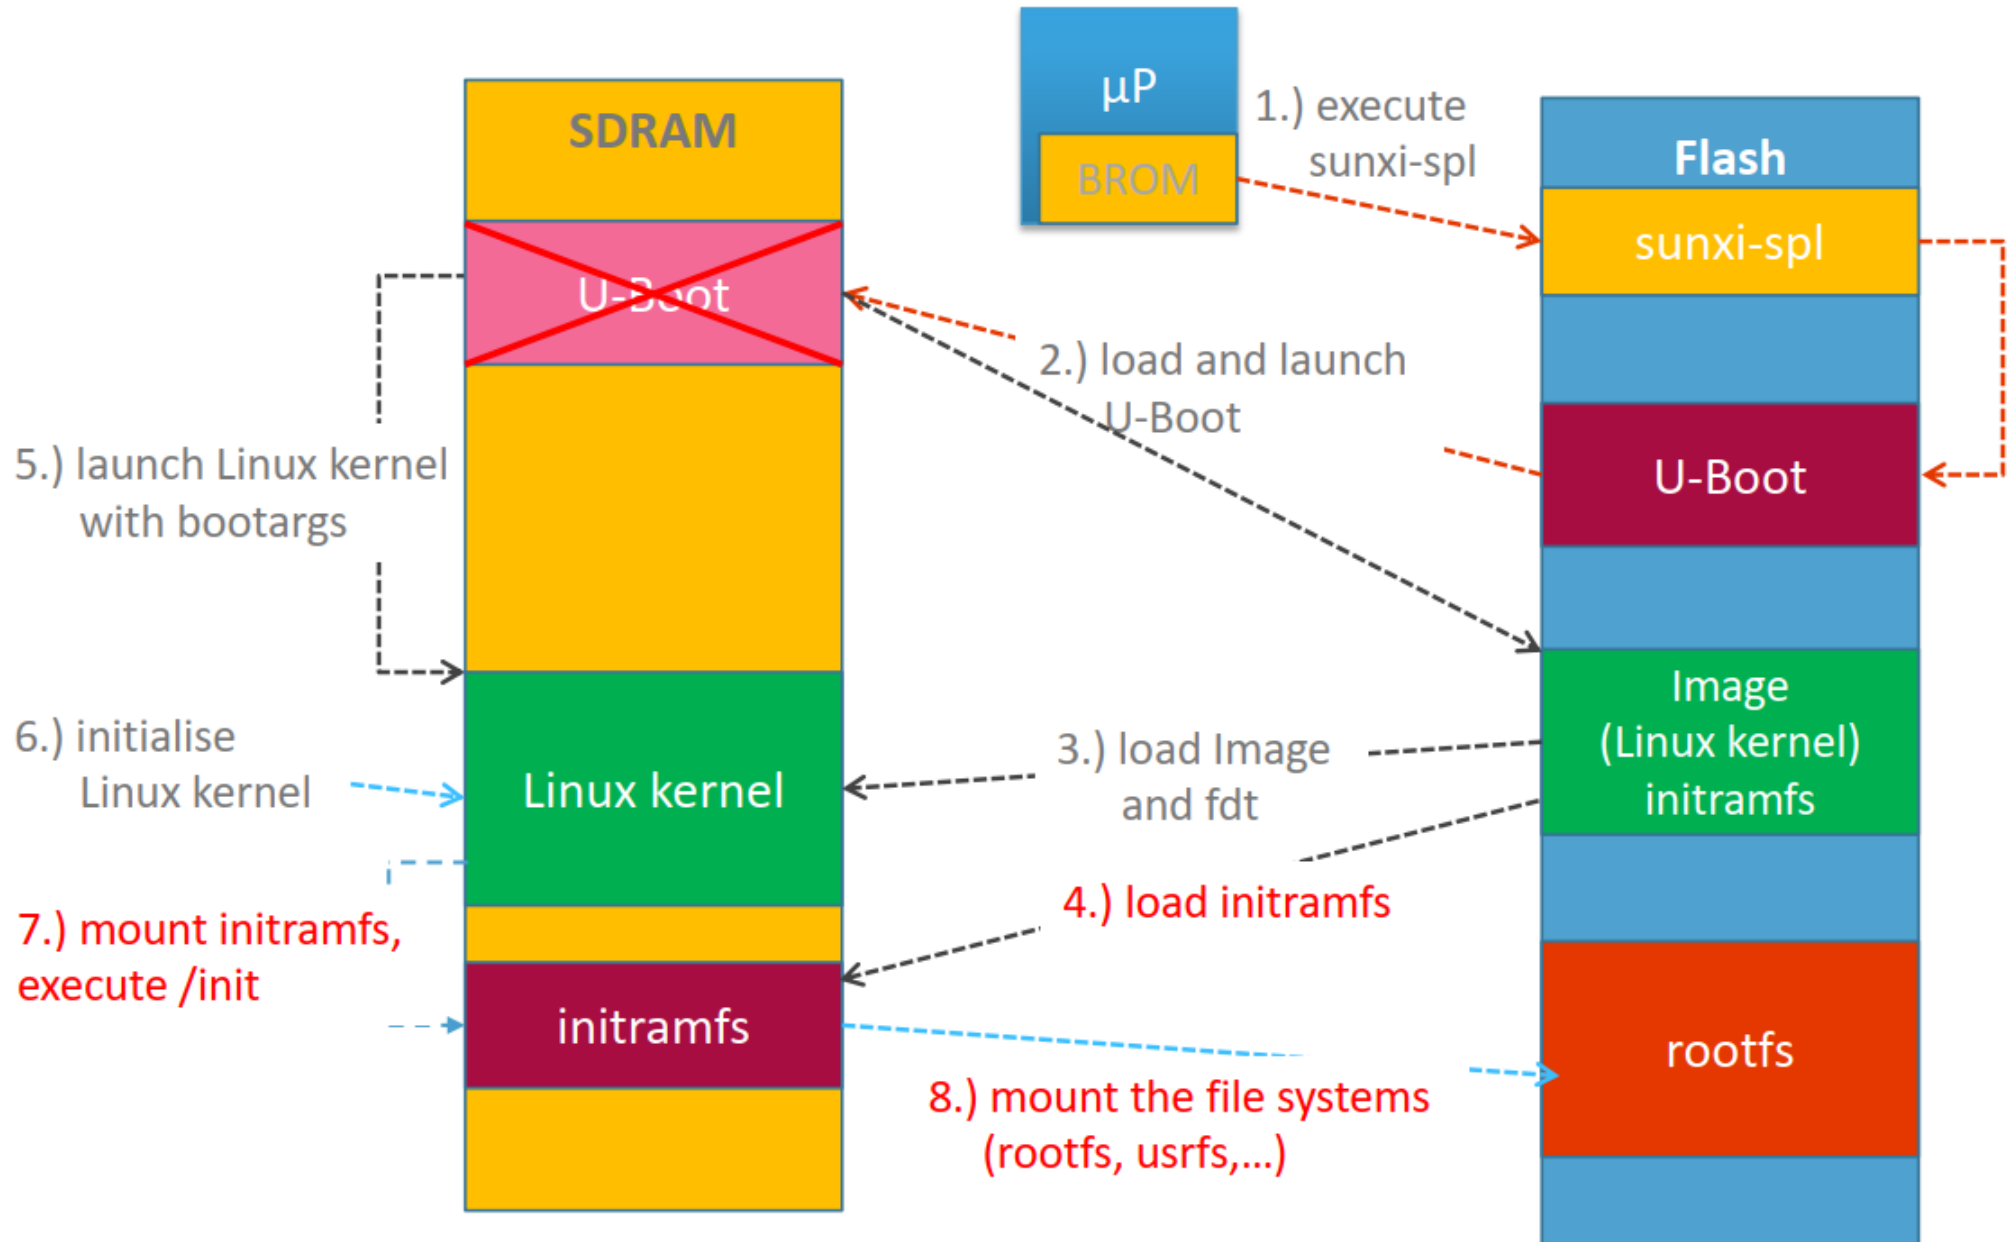 µP
BROM
1.) execute
sunxi-spl
SDRAM
Flash
sunxi-spl
U-Boot
2.) load and launch
U-Boot
U-Boot
5.) launch Linux kernel
with bootargs
Image
(Linux kernel)
initramfs
6.) initialise
Linux kernel
Linux kernel
3.) load Image
and fdt
4.) load initramfs
7.) mount initramfs,
execute /init
initramfs
rootfs
8.) mount the file systems
(rootfs, usrfs,...)